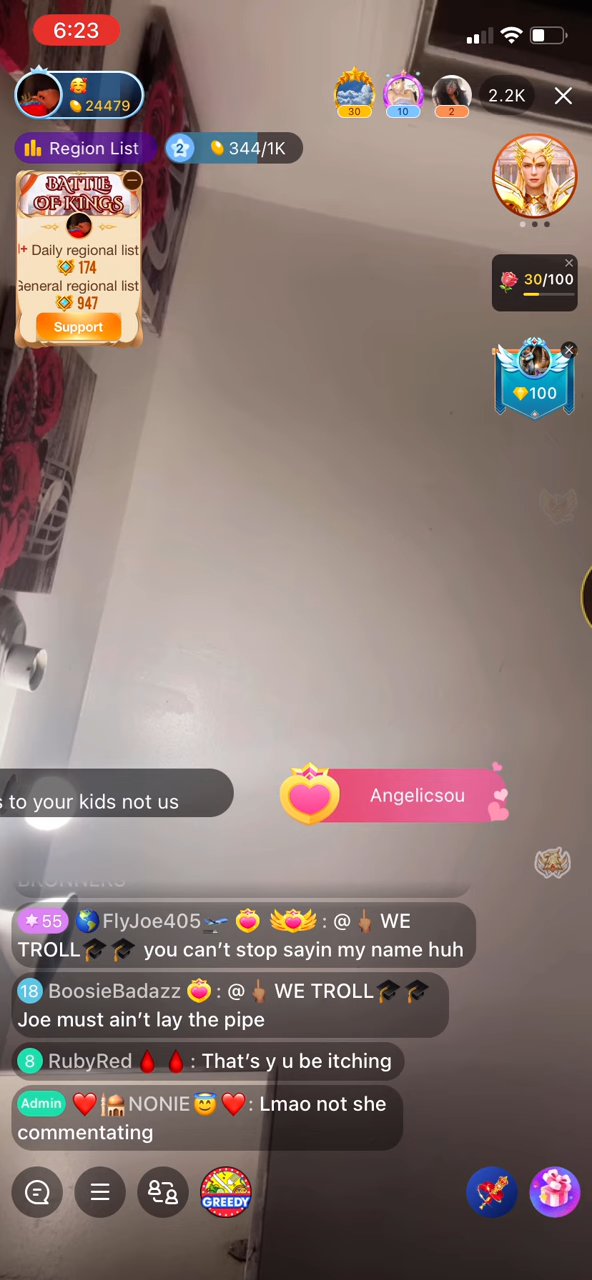 6:23
🥰
24479
30
10
2
2.2K
Region List
2
344/1K
BATTLE
OF KINGS
Daily regional list
174
General regional list
947
Support
30/100
100
s to your kids not us
Angelicsou
55 🌎FlyJoe405🛫 : @🖕🏽WE
TROLL🎓🎓 you can’t stop sayin my name huh
18 BoosieBadazz : @🖕🏽WE TROLL🎓🎓
Joe must ain’t lay the pipe
8 RubyRed🩸🩸: That’s y u be itching
Admin ❤️🕌NONIE😇❤️: Lmao not she
commentating
GREEDY